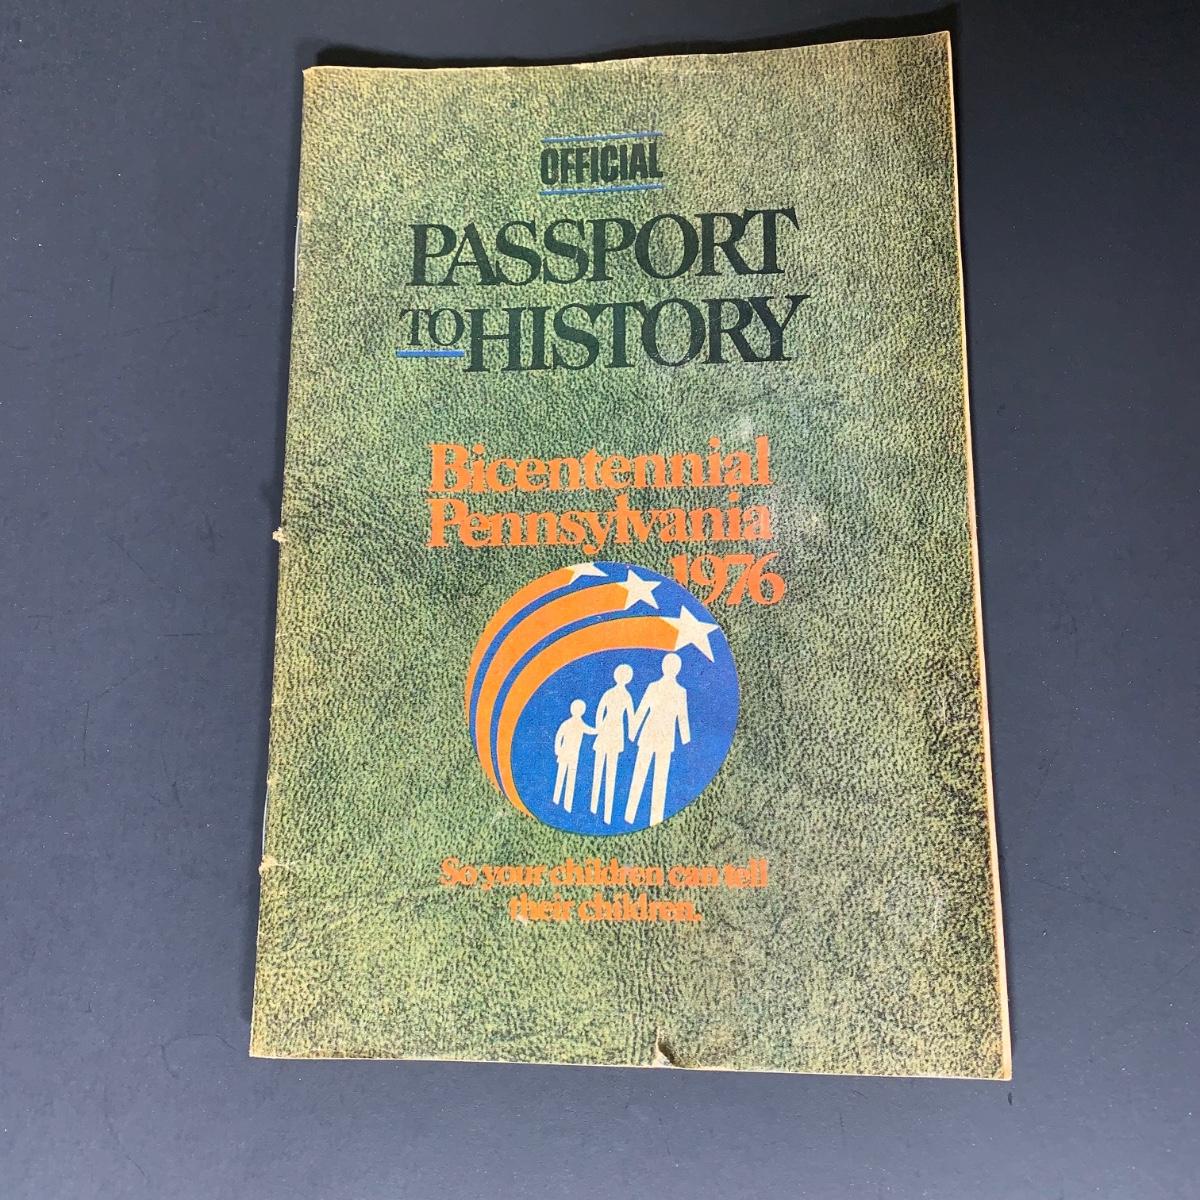 OFFICIAL
PASSPORT
TO HISTORY
Bicentennial
Pennsylvania
1976
So your children can tell
their children.